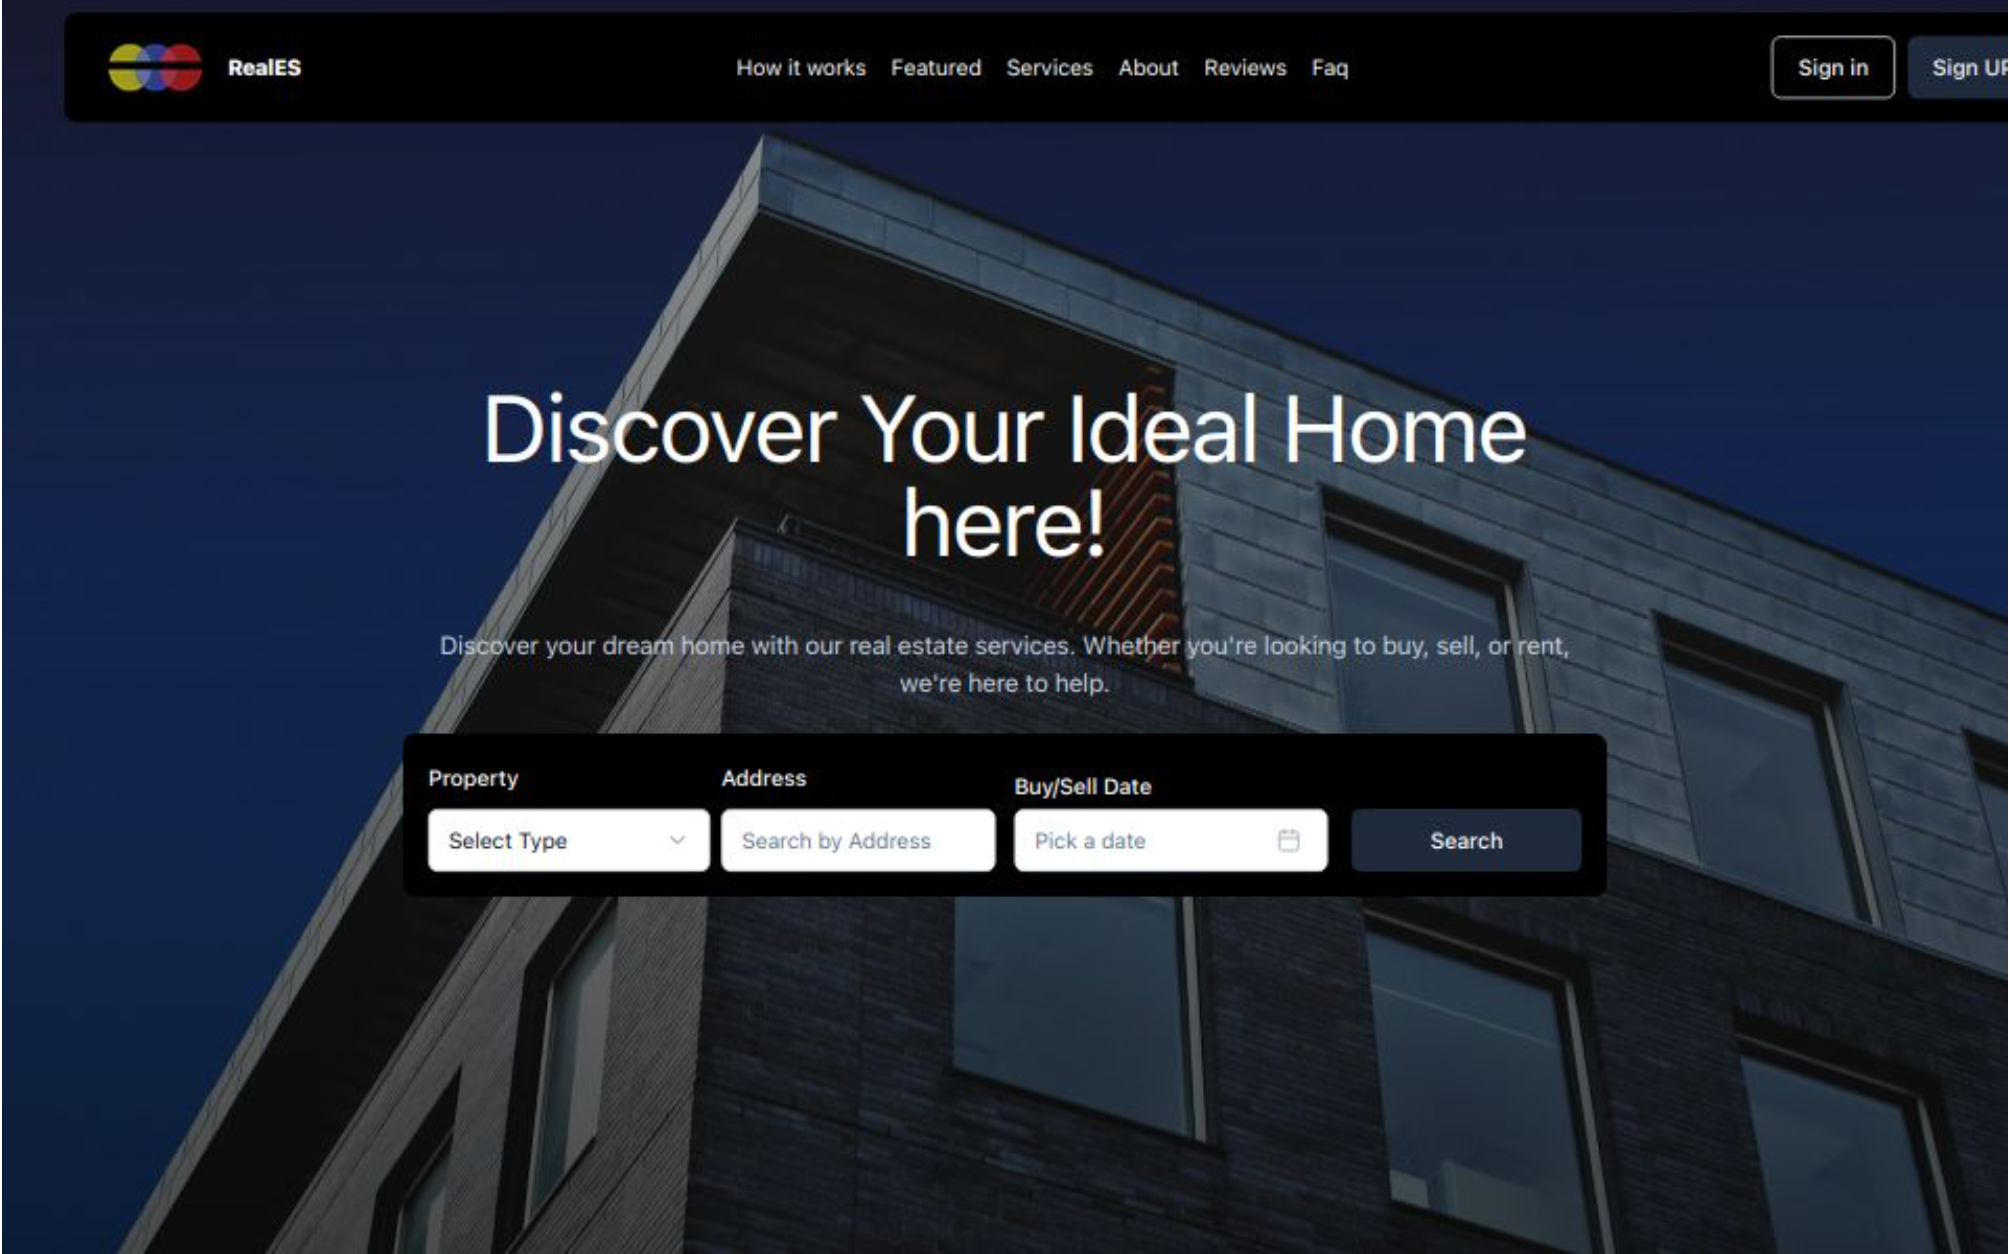 RealES
How it works Featured Services About Reviews Faq
Sign in
Sign UP
Discover Your Ideal Home
here!
Discover your dream home with our real estate services. Whether you're looking to buy, sell, or rent,
we're here to help.
Property
Select Type
Address
Search by Address
Buy/Sell Date
Pick a date
Search